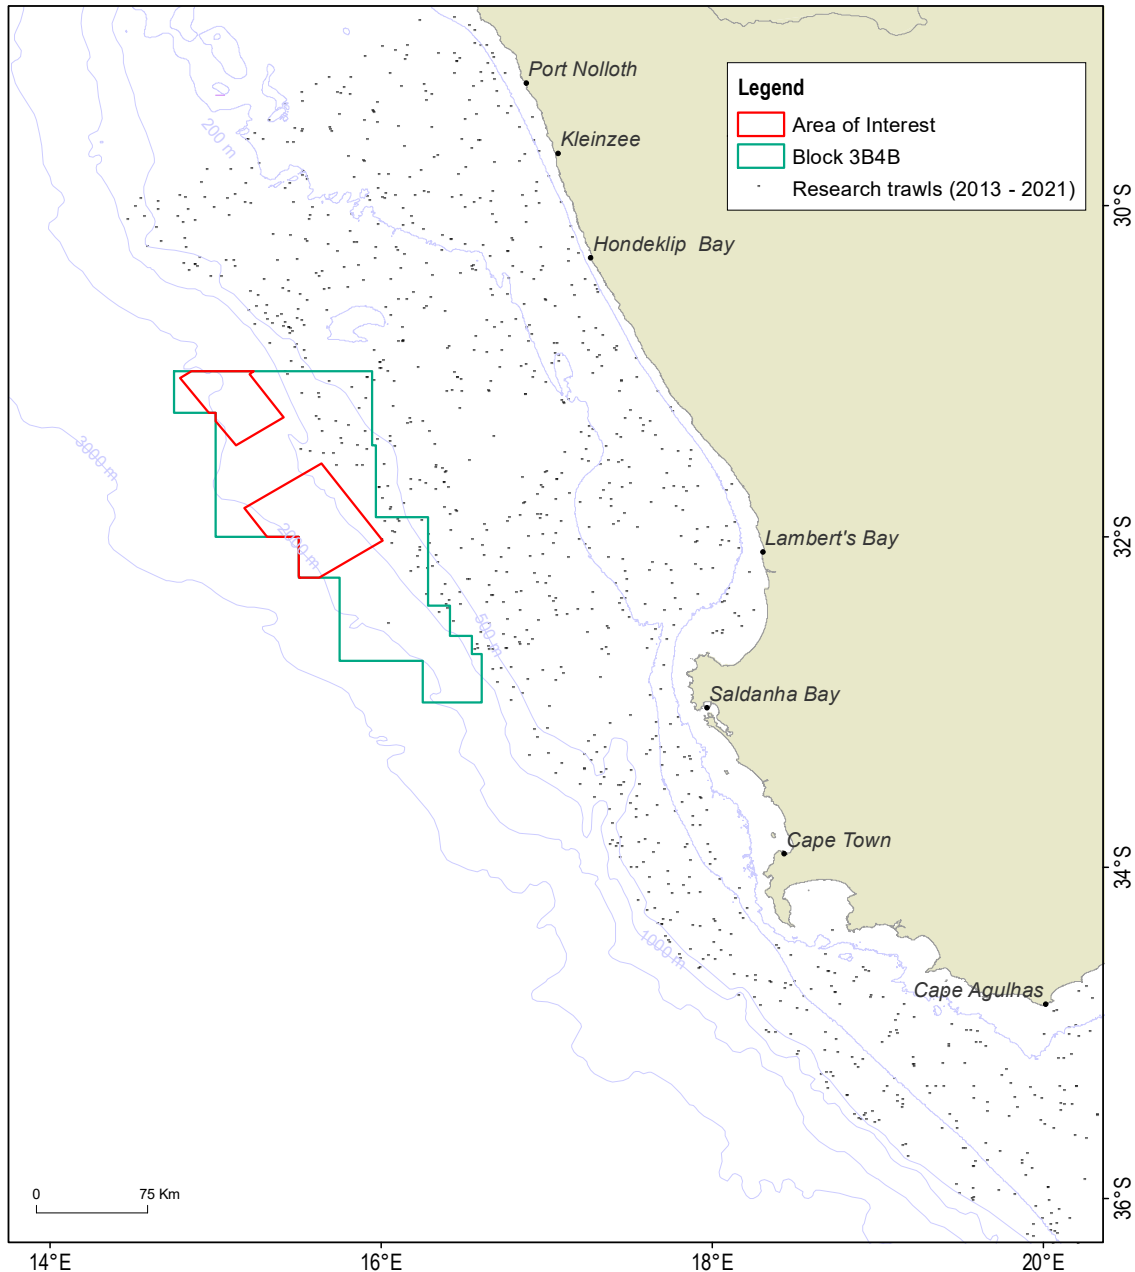 Port Nolloth
Legend
Area of Interest
200 m
Kleinzee
Block 3B4B
Research trawls (2013 - 2021)
30°S
Hondeklip Bay
3000 m
2000 m
Lambert's Bay
32°S
500 m
Saldanha Bay
Cape Town
34°S
1000 m
Cape Agulhas
0
75 Km
36°S
14°E
16°E
18°E
20°E